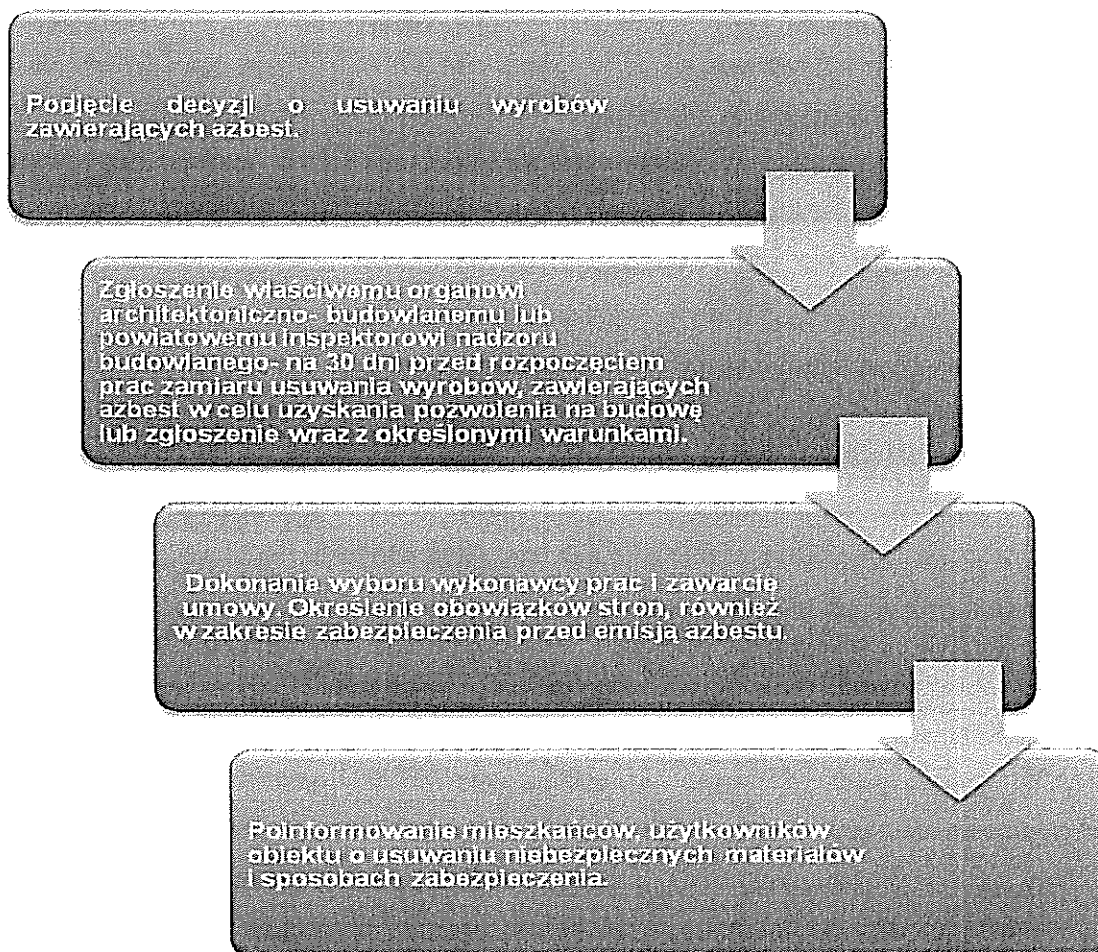 Podjęcie decyzji o usuwaniu wyrobów
zawierających azbest.
Zgłoszenie właściwemu organowi
architektoniczno- budowlanemu lub
powiatowemu inspektorowi nadzoru
budowlanego- na 30 dni przed rozpoczęciem
prac zamiaru usuwania wyrobów, zawierających
azbest w celu uzyskania pozwolenia na budowę
lub zgłoszenie wraz z określonymi warunkami.
Dokonanie wyboru wykonawcy prac i zawarcie
umowy. Określenie obowiązków stron, również
w zakresie zabezpieczenia przed emisją azbestu.
Poinformowanie mieszkańców, użytkowników
obiektu o usuwaniu niebezpiecznych materiałów
i sposobach zabezpieczenia.